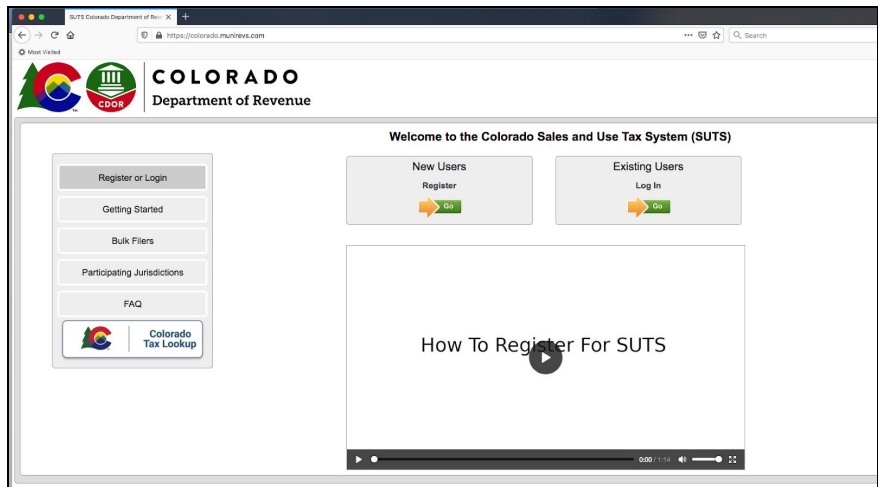 SUTS Colorado Department of Reve
https://colorado.munirevs.com
Search
Most Visited
CDOR
COLORADO
Department of Revenue
Welcome to the Colorado Sales and Use Tax System (SUTS)
Register or Login
Getting Started
Bulk Filers
Participating Jurisdictions
FAQ
Colorado
Tax Lookup
New Users
Register
Go
Existing Users
Log In
Go
How To Register For SUTS
0:00 / 1:14